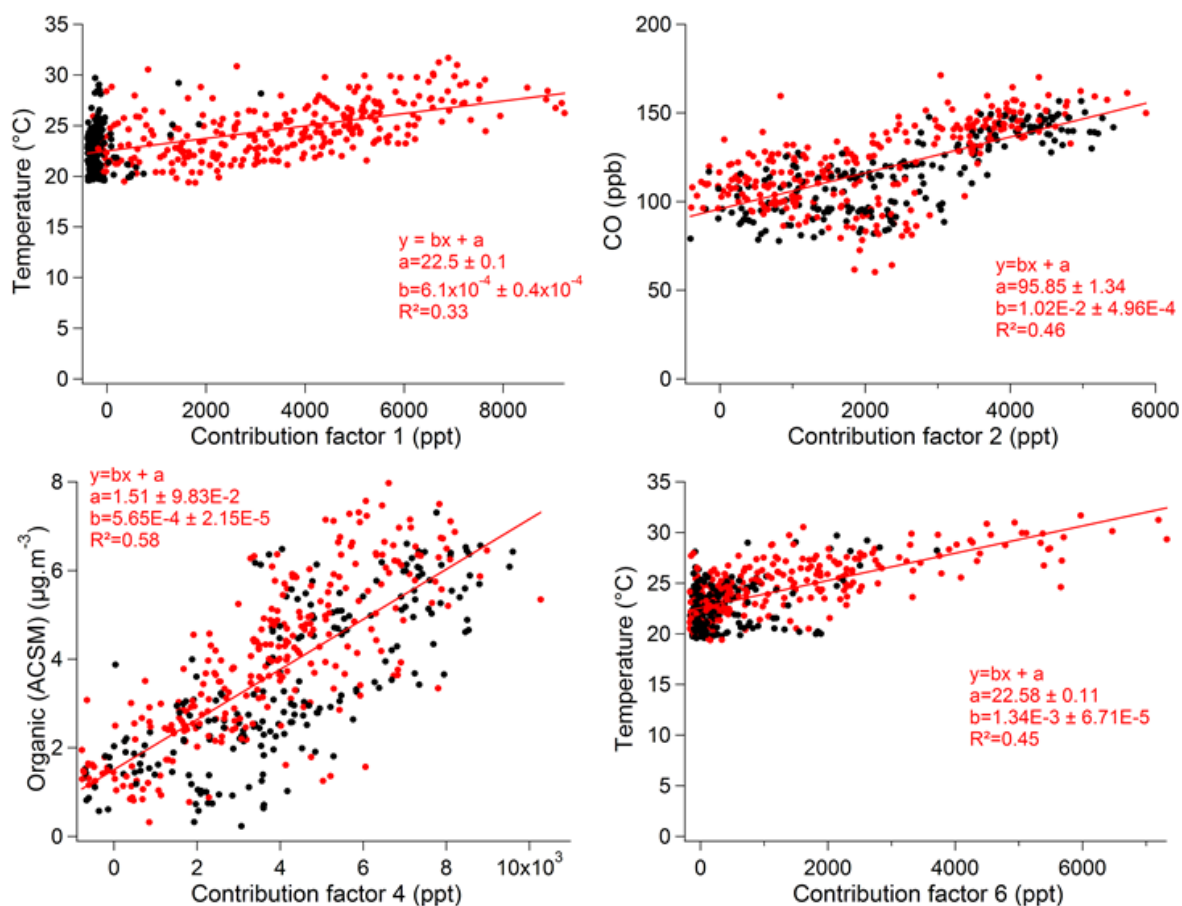 35
30
25
20
15
10
5
0
Temperature (°C)
y = bx + a
a=22.5 ± 0.1
b=6.1x10⁻⁴ ± 0.4x10⁻⁴
R²=0.33
0 2000 4000 6000 8000
Contribution factor 1 (ppt)
200
150
100
50
0
CO (ppb)
y=bx + a
a=95.85 ± 1.34
b=1.02E-2 ± 4.96E-4
R²=0.46
0 2000 4000 6000
Contribution factor 2 (ppt)
y=bx + a
a=1.51 ± 9.83E-2
b=5.65E-4 ± 2.15E-5
R²=0.58
8
6
4
2
0
Organic (ACSM) (µg.m⁻³)
0 2 4 6 8 10x10³
Contribution factor 4 (ppt)
35
30
25
20
15
10
5
0
Temperature (°C)
y=bx + a
a=22.58 ± 0.11
b=1.34E-3 ± 6.71E-5
R²=0.45
0 2000 4000 6000
Contribution factor 6 (ppt)